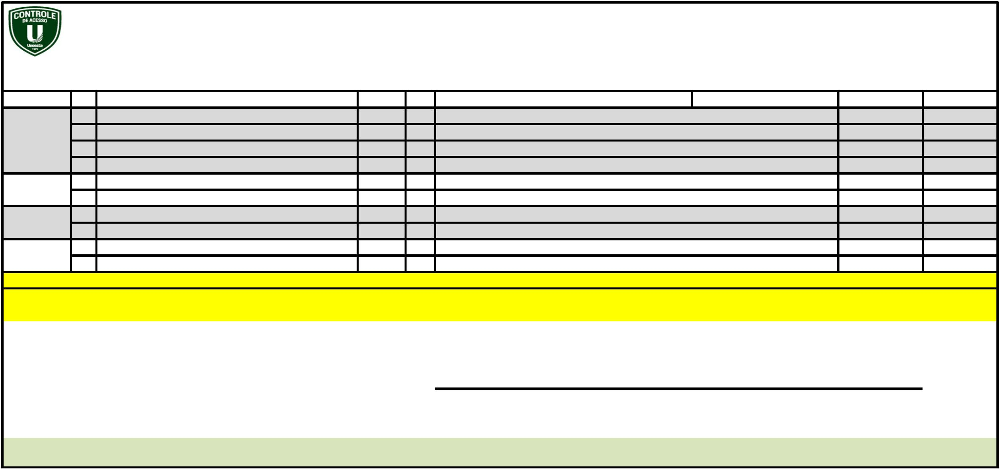 CONTROLE
DE ACESSO
U
Unoeste
1972